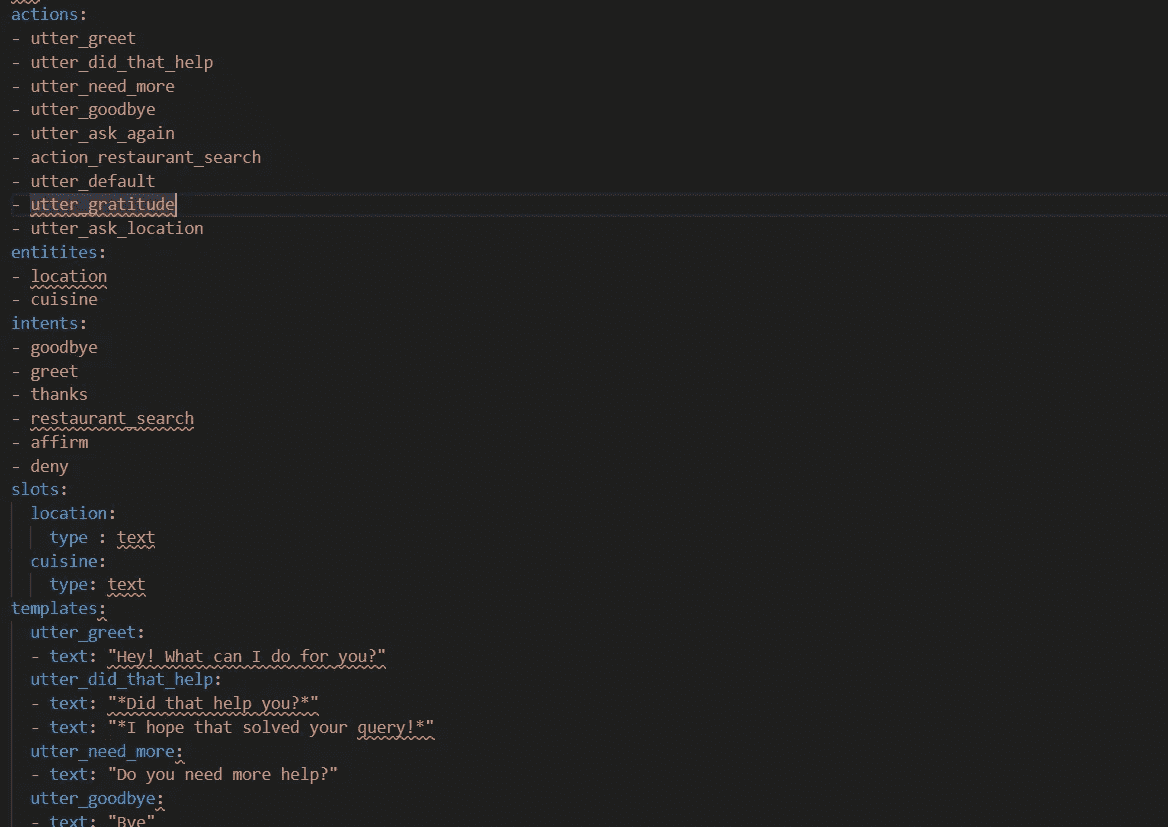 actions:
- utter_greet
- utter_did_that_help
- utter_need_more
- utter_goodbye
- utter_ask_again
- action_restaurant_search
- utter_default
- utter_gratitude
- utter_ask_location
entitites:
- location
- cuisine
intents:
- goodbye
- greet
- thanks
- restaurant_search
- affirm
- deny
slots:
location:
type : text
cuisine:
type: text
templates:
utter_greet:
- text: "Hey! What can I do for you?"
utter_did_that_help:
- text: "*Did that help you?*"
- text: "*I hope that solved your query!*"
utter_need_more:
- text: "Do you need more help?"
utter_goodbye:
- text: "Bye"